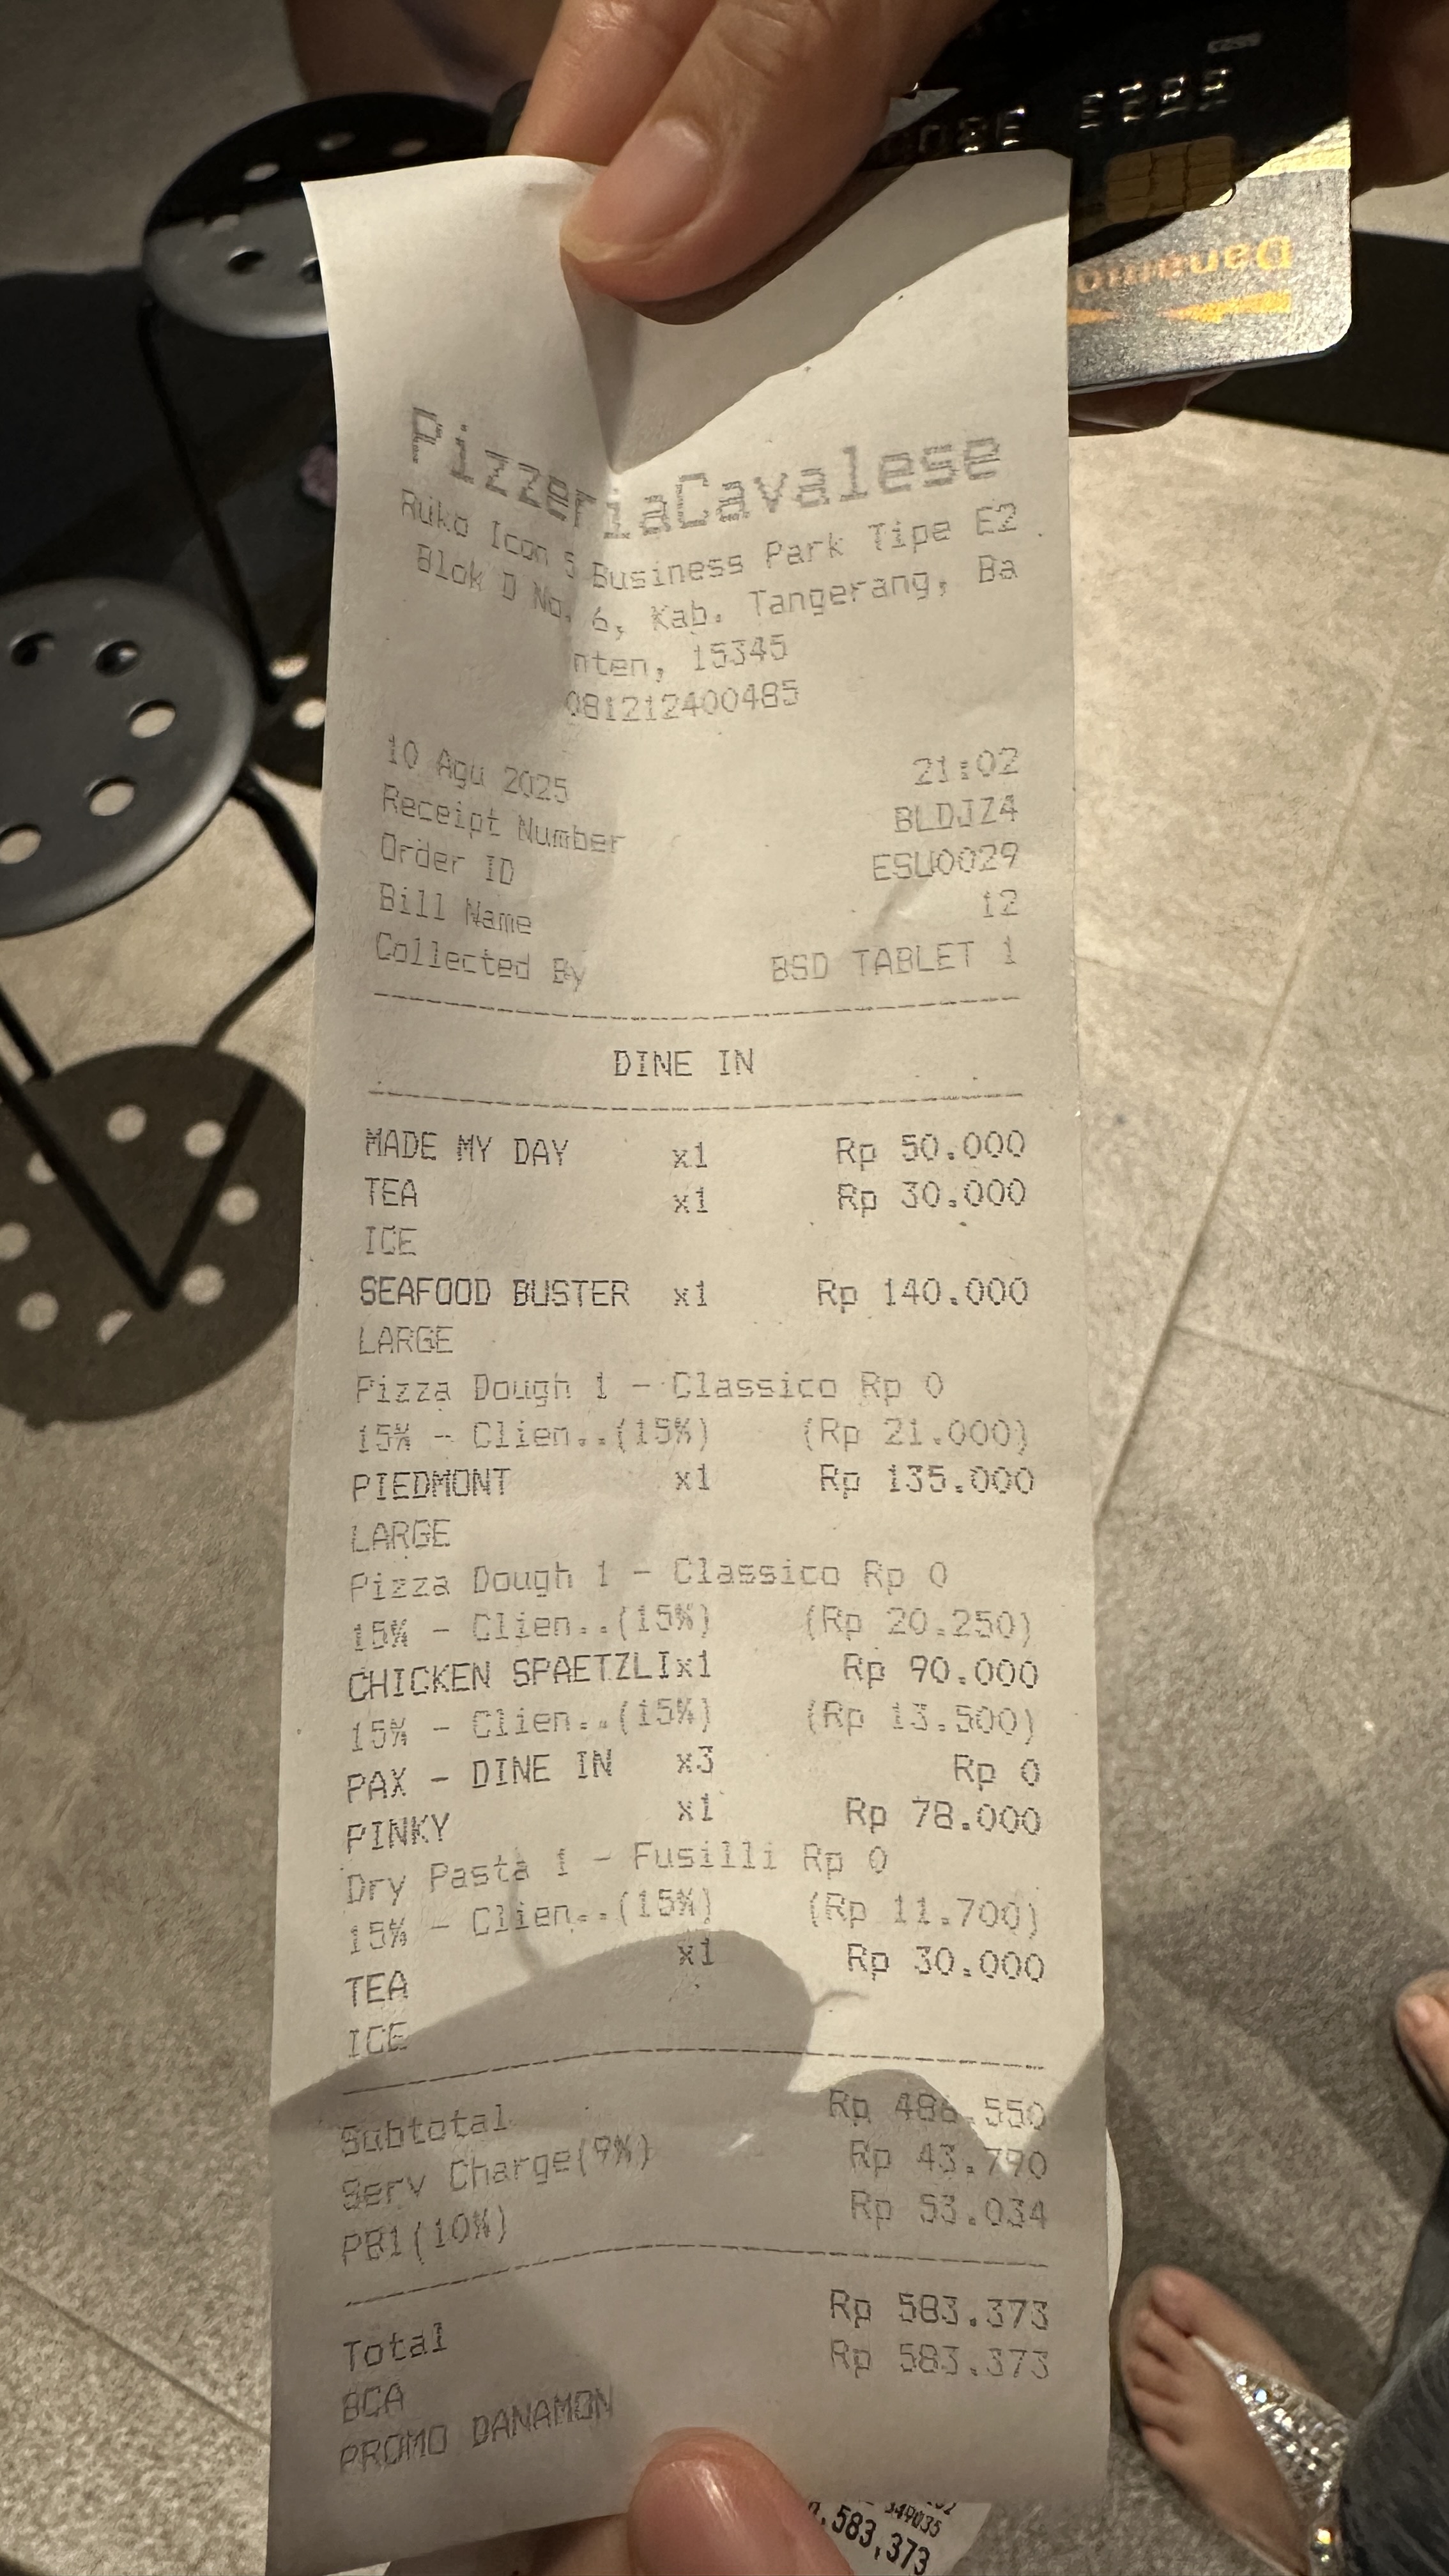 Danamo
PizzeriaCavalese
Ruko Icon 5 Business Park Tipe E2
Blok D No. 6, Kab. Tangerang, Ba
nten, 15345
081212400485
10 Agu 2025 21:02
Receipt Number BLDJZ4
Order ID ESU0029
Bill Name 12
Collected By BSD TABLET 1
DINE IN
MADE MY DAY x1 Rp 50.000
TEA x1 Rp 30.000
ICE
SEAFOOD BUSTER x1 Rp 140.000
LARGE
Pizza Dough 1 - Classico Rp 0
15% - Clien..(15%) (Rp 21.000)
PIEDMONT x1 Rp 135.000
LARGE
Pizza Dough 1 - Classico Rp 0
15% - Clien..(15%) (Rp 20.250)
CHICKEN SPAETZLIx1 Rp 90.000
15% - Clien..(15%) (Rp 13.500)
PAX - DINE IN x3 Rp 0
PINKY x1 Rp 78.000
Dry Pasta 1 - Fusilli Rp 0
15% - Clien..(15%) (Rp 11.700)
TEA x1 Rp 30.000
ICE
Subtotal Rp 486.550
Serv Charge(9%) Rp 43.790
PB1(10%) Rp 53.034
Total Rp 583.373
BCA Rp 583.373
PROMO DANAMON
349035
583,373